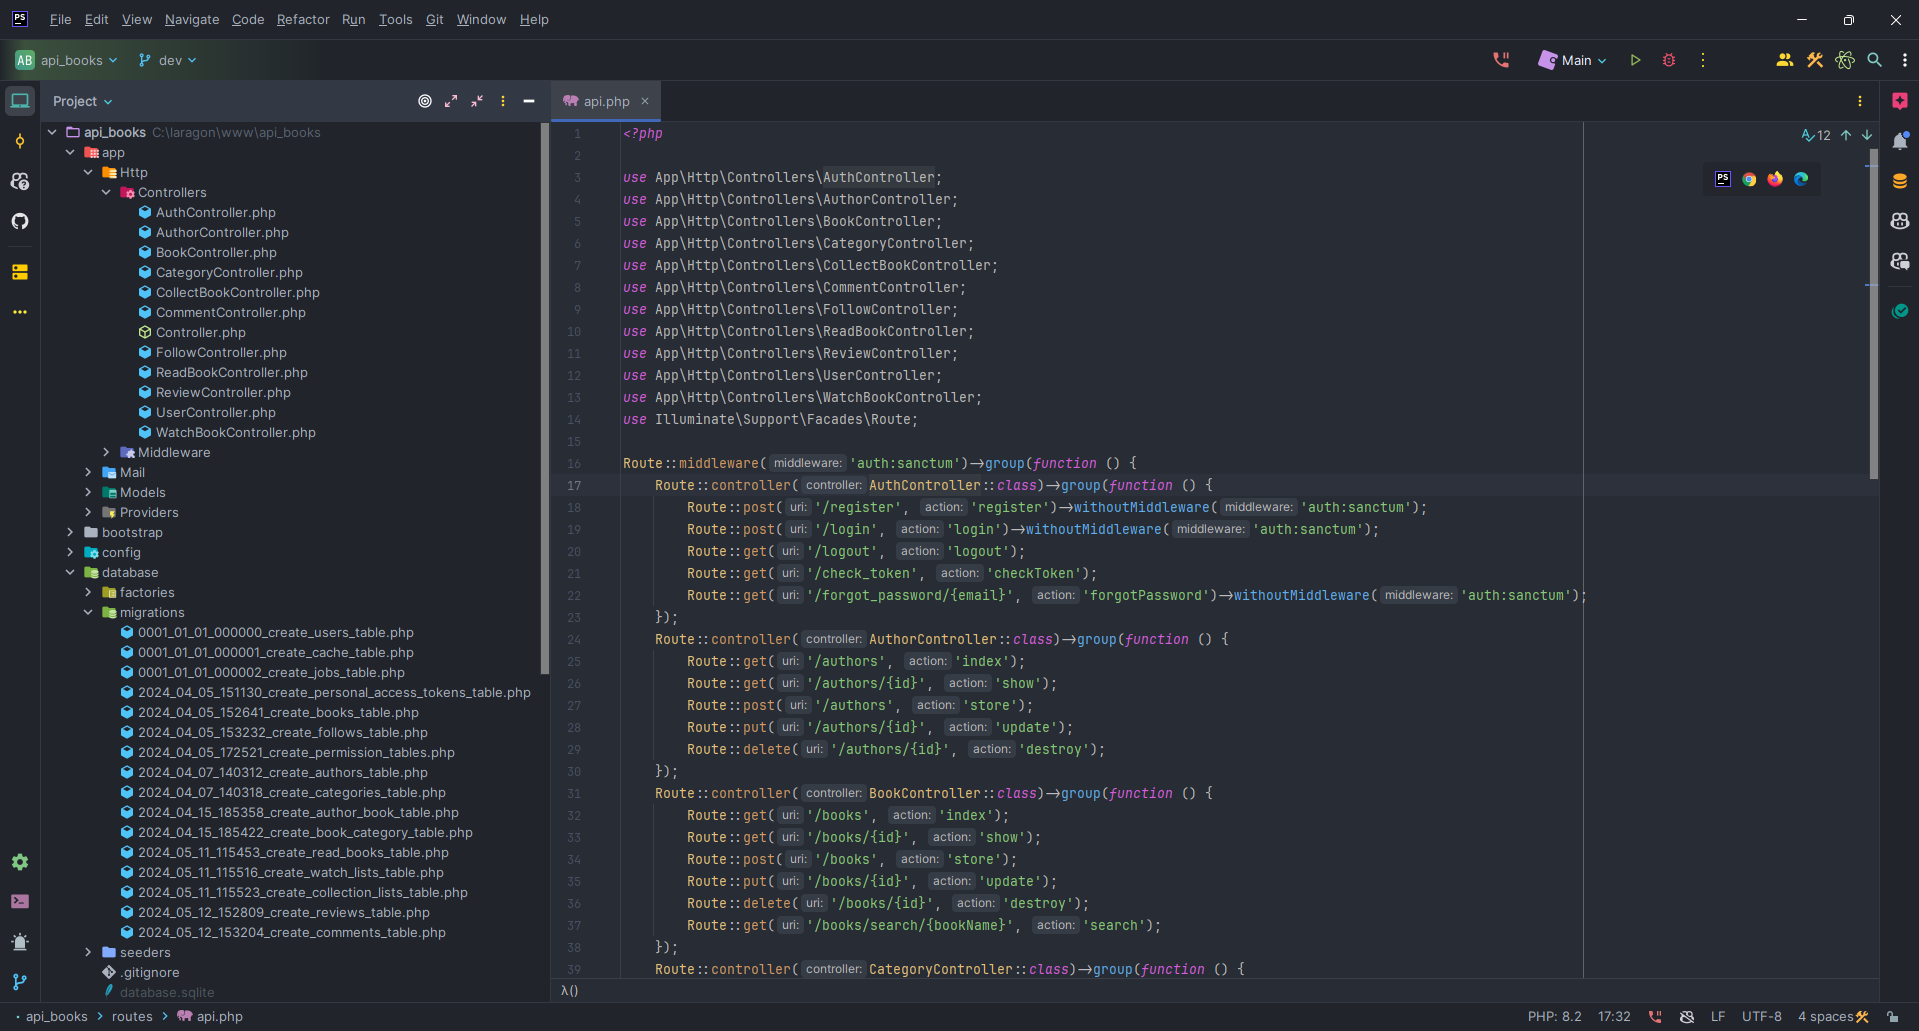 PS File Edit View Navigate Code Refactor Run Tools Git Window Help
AB api_books dev Main
Project
api_books C:\laragon\www\api_books
app
Http
Controllers
AuthController.php
AuthorController.php
BookController.php
CategoryController.php
CollectBookController.php
CommentController.php
Controller.php
FollowController.php
ReadBookController.php
ReviewController.php
UserController.php
WatchBookController.php
Middleware
Mail
Models
Providers
bootstrap
config
database
factories
migrations
0001_01_01_000000_create_users_table.php
0001_01_01_000001_create_cache_table.php
0001_01_01_000002_create_jobs_table.php
2024_04_05_151130_create_personal_access_tokens_table.php
2024_04_05_152641_create_books_table.php
2024_04_05_153232_create_follows_table.php
2024_04_05_172521_create_permission_tables.php
2024_04_07_140312_create_authors_table.php
2024_04_07_140318_create_categories_table.php
2024_04_15_185358_create_author_book_table.php
2024_04_15_185422_create_book_category_table.php
2024_05_11_115453_create_read_books_table.php
2024_05_11_115516_create_watch_lists_table.php
2024_05_11_115523_create_collection_lists_table.php
2024_05_12_152809_create_reviews_table.php
2024_05_12_153204_create_comments_table.php
seeders
.gitignore
database.sqlite
api.php
12
PS
1 <?php
2
3 use App\Http\Controllers\AuthController;
4 use App\Http\Controllers\AuthorController;
5 use App\Http\Controllers\BookController;
6 use App\Http\Controllers\CategoryController;
7 use App\Http\Controllers\CollectBookController;
8 use App\Http\Controllers\CommentController;
9 use App\Http\Controllers\FollowController;
10 use App\Http\Controllers\ReadBookController;
11 use App\Http\Controllers\ReviewController;
12 use App\Http\Controllers\UserController;
13 use App\Http\Controllers\WatchBookController;
14 use Illuminate\Support\Facades\Route;
15
16 Route::middleware( middleware: 'auth:sanctum')->group(function () {
17 Route::controller( controller: AuthController::class)->group(function () {
18 Route::post( uri: '/register', action: 'register')->withoutMiddleware( middleware: 'auth:sanctum');
19 Route::post( uri: '/login', action: 'login')->withoutMiddleware( middleware: 'auth:sanctum');
20 Route::get( uri: '/logout', action: 'logout');
21 Route::get( uri: '/check_token', action: 'checkToken');
22 Route::get( uri: '/forgot_password/{email}', action: 'forgotPassword')->withoutMiddleware( middleware: 'auth:sanctum');
23 });
24 Route::controller( controller: AuthorController::class)->group(function () {
25 Route::get( uri: '/authors', action: 'index');
26 Route::get( uri: '/authors/{id}', action: 'show');
27 Route::post( uri: '/authors', action: 'store');
28 Route::put( uri: '/authors/{id}', action: 'update');
29 Route::delete( uri: '/authors/{id}', action: 'destroy');
30 });
31 Route::controller( controller: BookController::class)->group(function () {
32 Route::get( uri: '/books', action: 'index');
33 Route::get( uri: '/books/{id}', action: 'show');
34 Route::post( uri: '/books', action: 'store');
35 Route::put( uri: '/books/{id}', action: 'update');
36 Route::delete( uri: '/books/{id}', action: 'destroy');
37 Route::get( uri: '/books/search/{bookName}', action: 'search');
38 });
39 Route::controller( controller: CategoryController::class)->group(function () {
λ()
api_books > routes > api.php
PHP: 8.2 17:32 LF UTF-8 4 spaces